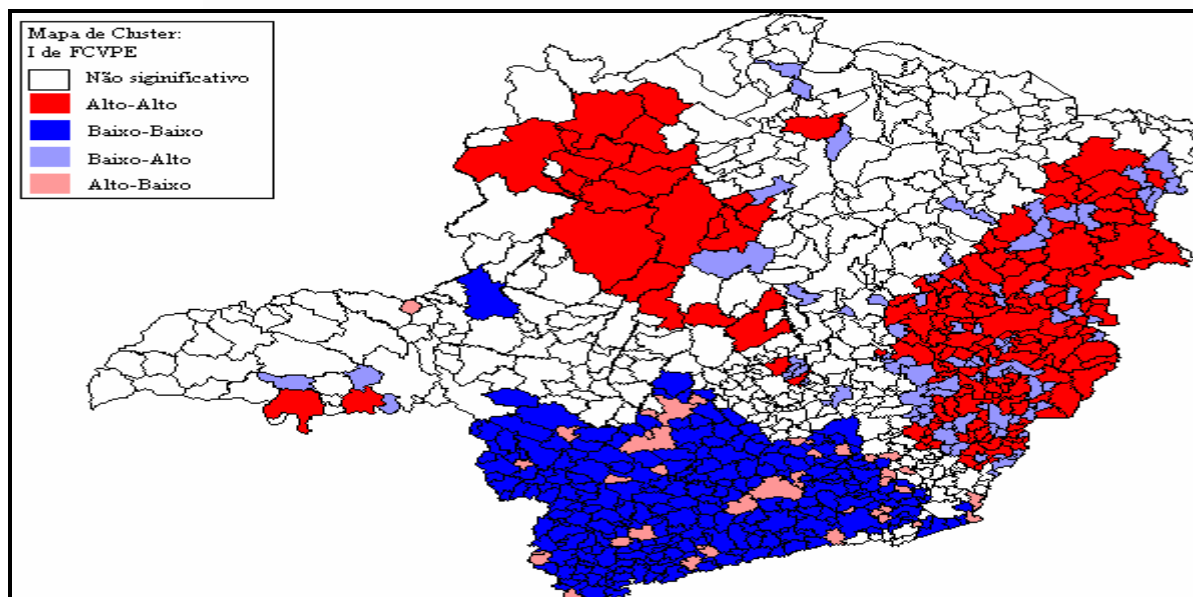 Mapa de Cluster:
I de FCVPE
Não siginificativo
Alto-Alto
Baixo-Baixo
Baixo-Alto
Alto-Baixo